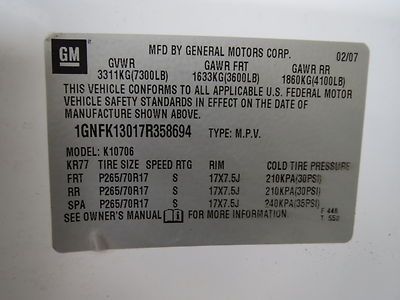 GM
MFD BY GENERAL MOTORS CORP. 02/07
GVWR GAWR FRT GAWR RR
3311KG(7300LB) 1633KG(3600LB) 1860KG(4100LB)
THIS VEHICLE CONFORMS TO ALL APPLICABLE U.S. FEDERAL MOTOR
VEHICLE SAFETY STANDARDS IN EFFECT ON THE DATE OF
MANUFACTURE SHOWN ABOVE.
1GNFK13017R358694 TYPE: M.P.V.
MODEL: K10706
KR77 TIRE SIZE SPEED RTG RIM COLD TIRE PRESSURE
FRT P265/70R17 S 17X7.5J 210KPA(30PSI)
RR P265/70R17 S 17X7.5J 210KPA(30PSI)
SPA P265/70R17 S 17X7.5J 240KPA(35PSI)
SEE OWNER'S MANUAL FOR MORE INFORMATION. F 446
T 550